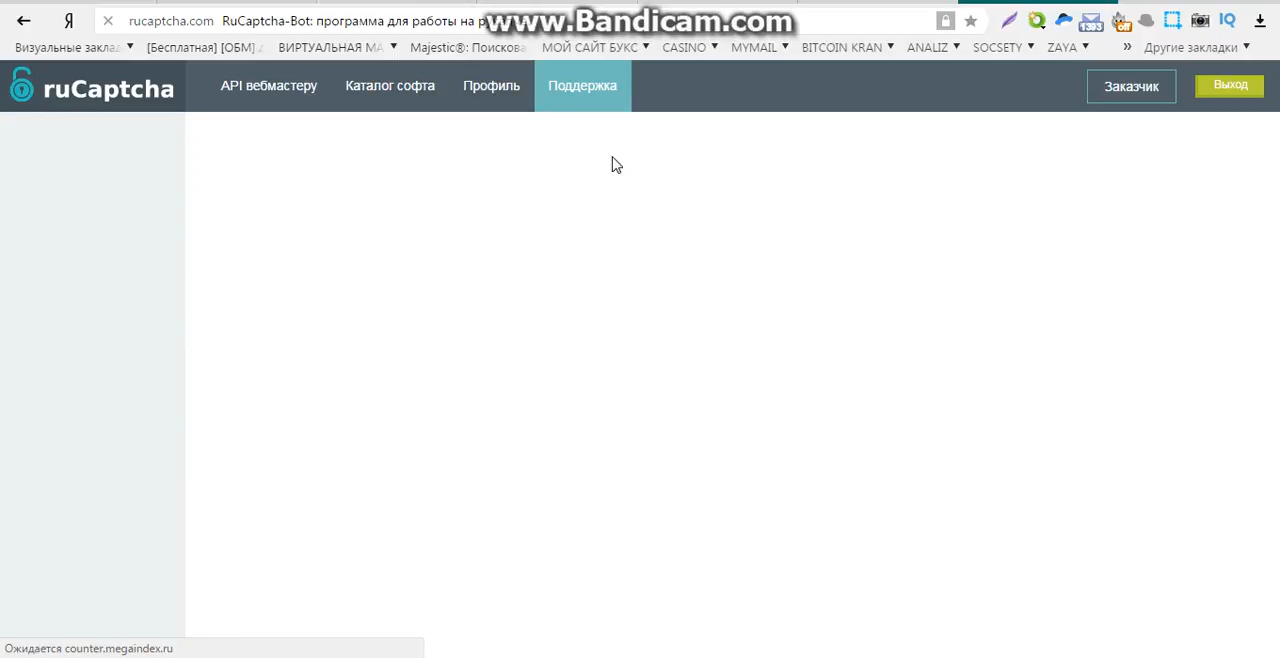 rucaptcha.com RuCaptcha-Bot: программа для работы на р
www.Bandicam.com
Визуальные заклад [Бесплатная] [ОБМ] ВИРТУАЛЬНАЯ МА Majestic®: Поискова МОЙ САЙТ БУКС CASINO MYMAIL BITCOIN KRAN ANALIZ SOCSETY ZAYA » Другие закладки
ruCaptcha API вебмастеру Каталог софта Профиль Поддержка Заказчик Выход
Ожидается counter.megaindex.ru